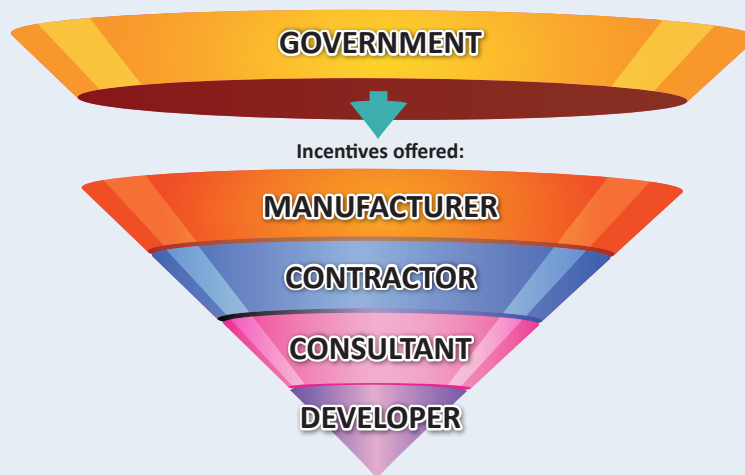 GOVERNMENT
Incentives offered:
MANUFACTURER
CONTRACTOR
CONSULTANT
DEVELOPER